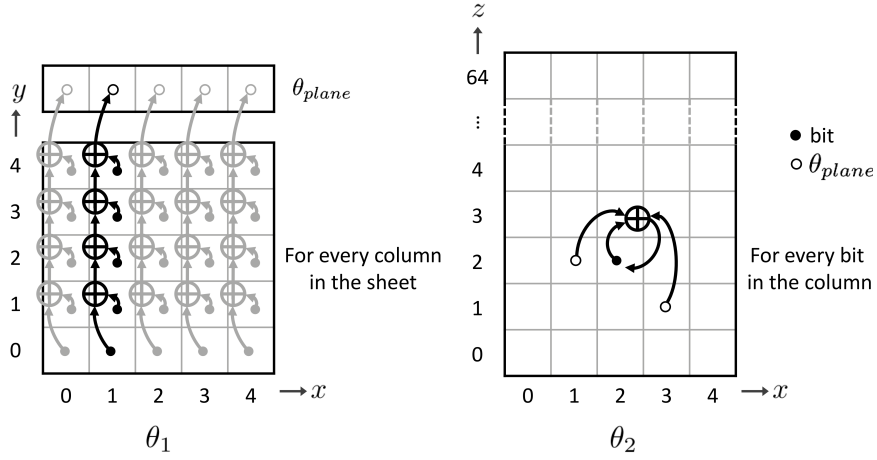 y
4
3
2
1
0
0 1 2 3 4
x
θ1
θplane
For every column
in the sheet
z
64
...
4
3
2
1
0
0 1 2 3 4
x
θ2
bit
θplane
For every bit
in the column